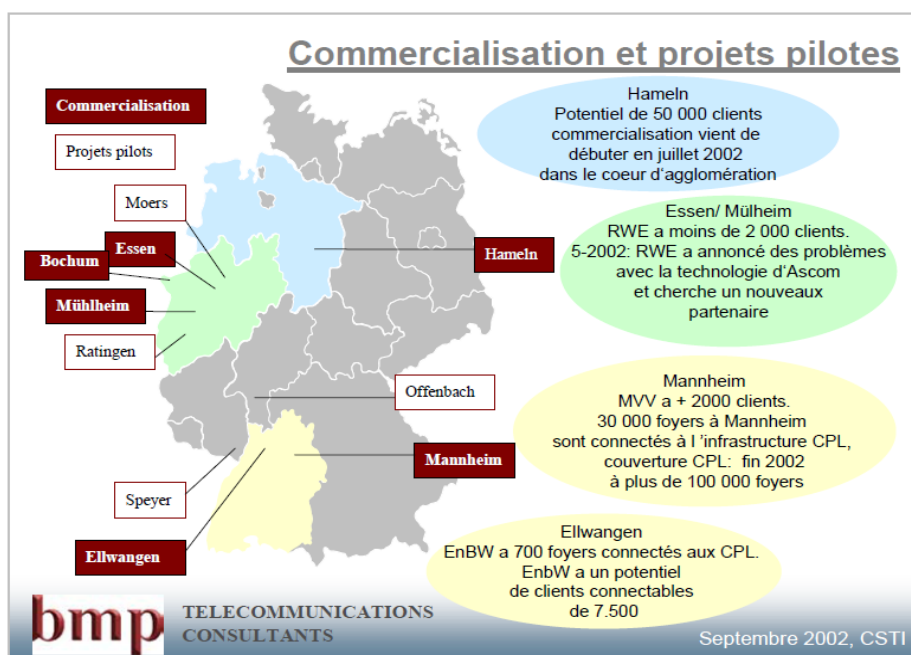 Commercialisation et projets pilotes
Commercialisation
Projets pilots
Moers
Essen
Bochum
Mühlheim
Ratingen
Hameln
Offenbach
Mannheim
Speyer
Ellwangen
Hameln
Potentiel de 50 000 clients
commercialisation vient de
débuter en juillet 2002
dans le coeur d‘agglomération
Essen/ Mülheim
RWE a moins de 2 000 clients.
5-2002: RWE a annoncé des problèmes
avec la technologie d‘Ascom
et cherche un nouveaux
partenaire
Mannheim
MVV a + 2000 clients.
30 000 foyers à Mannheim
sont connectés à l ’infrastructure CPL,
couverture CPL: fin 2002
à plus de 100 000 foyers
Ellwangen
EnBW a 700 foyers connectés aux CPL.
EnbW a un potentiel
de clients connectables
de 7.500
bmp
TELECOMMUNICATIONS
CONSULTANTS
Septembre 2002, CSTI